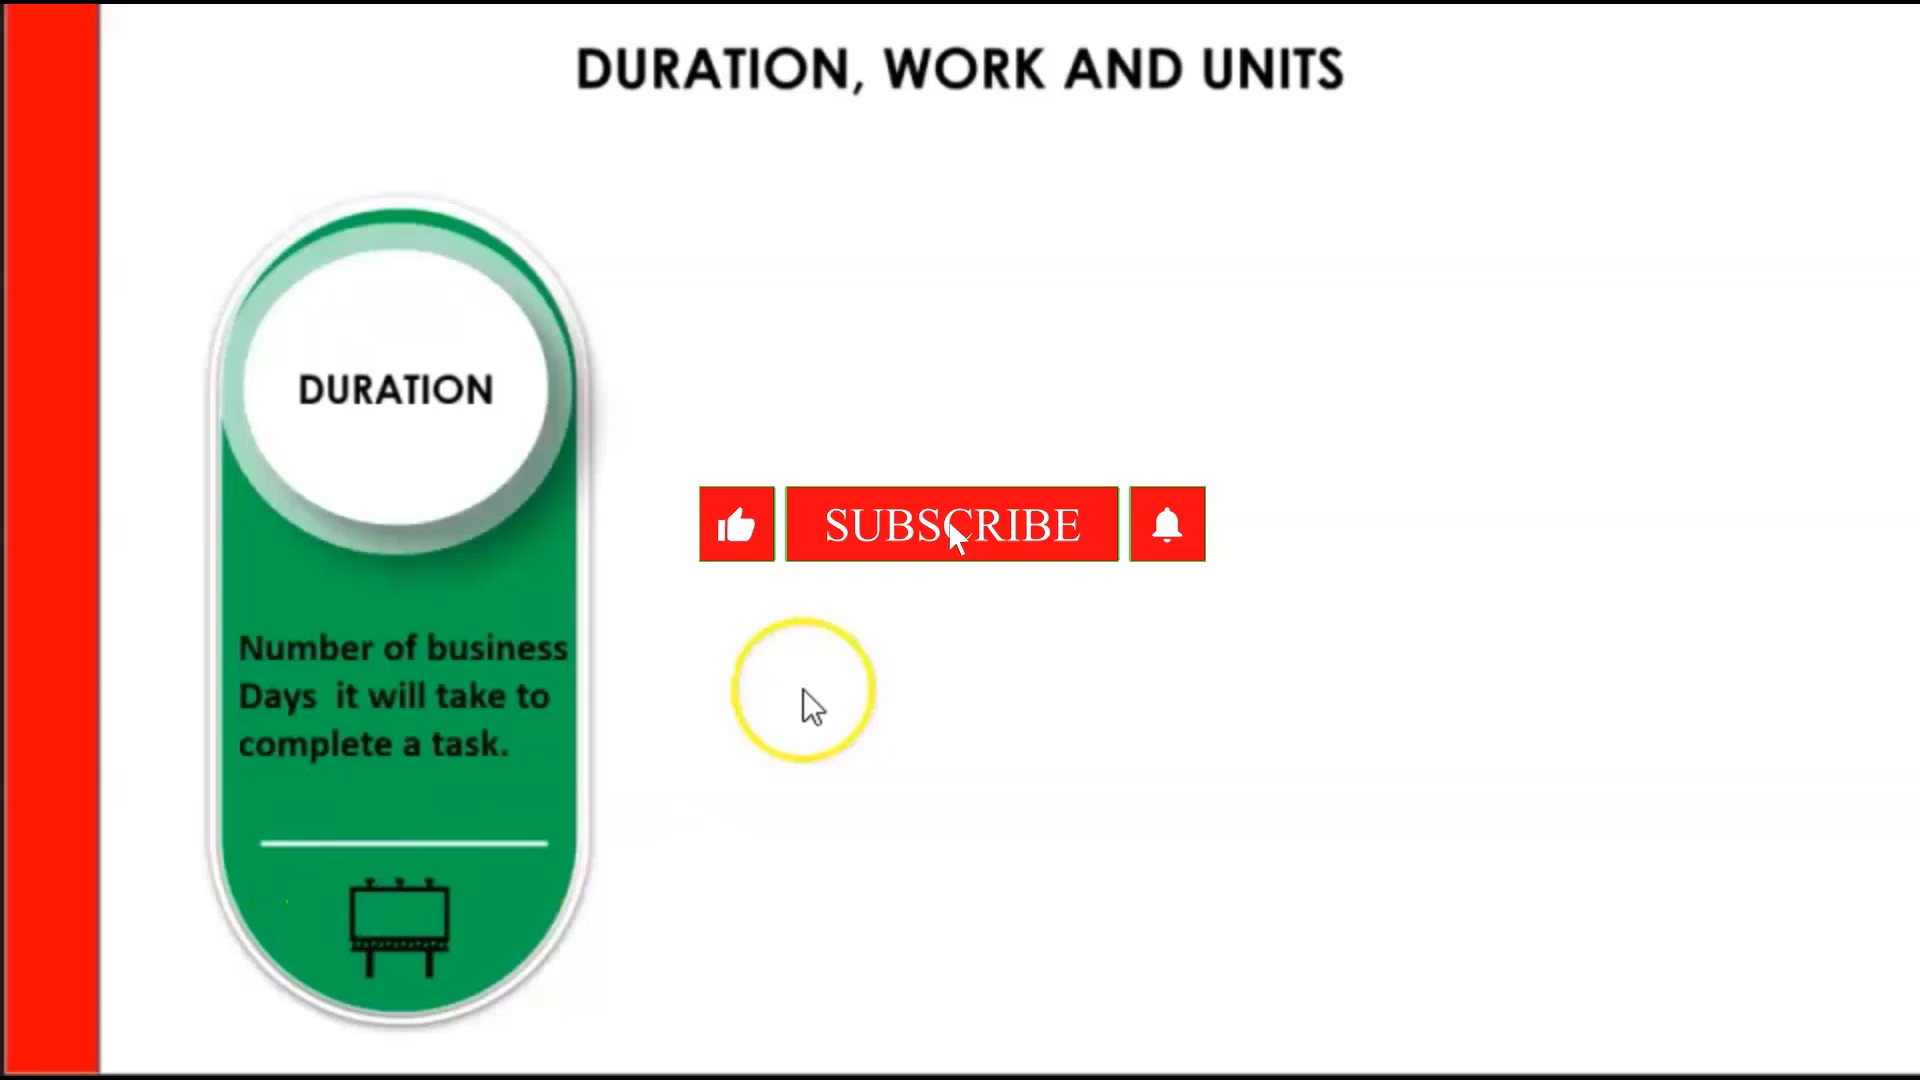 DURATION, WORK AND UNITS
DURATION
Number of business
Days it will take to
complete a task.
SUBSCRIBE